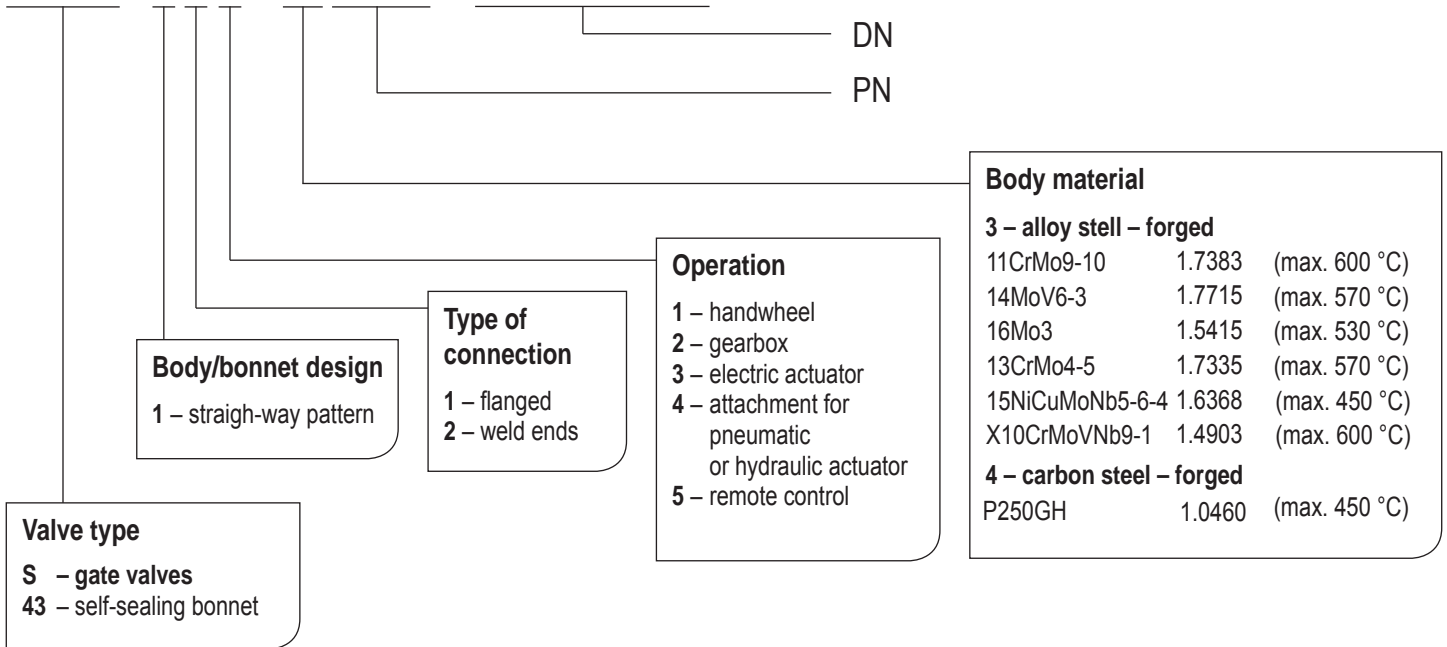 DN
PN
Body material
3 – alloy stell – forged
11CrMo9-10 1.7383 (max. 600 °C)
14MoV6-3 1.7715 (max. 570 °C)
16Mo3 1.5415 (max. 530 °C)
13CrMo4-5 1.7335 (max. 570 °C)
15NiCuMoNb5-6-4 1.6368 (max. 450 °C)
X10CrMoVNb9-1 1.4903 (max. 600 °C)
4 – carbon steel – forged
P250GH 1.0460 (max. 450 °C)
Operation
1 – handwheel
2 – gearbox
3 – electric actuator
4 – attachment for
pneumatic
or hydraulic actuator
5 – remote control
Type of
connection
1 – flanged
2 – weld ends
Body/bonnet design
1 – straigh-way pattern
Valve type
S – gate valves
43 – self-sealing bonnet